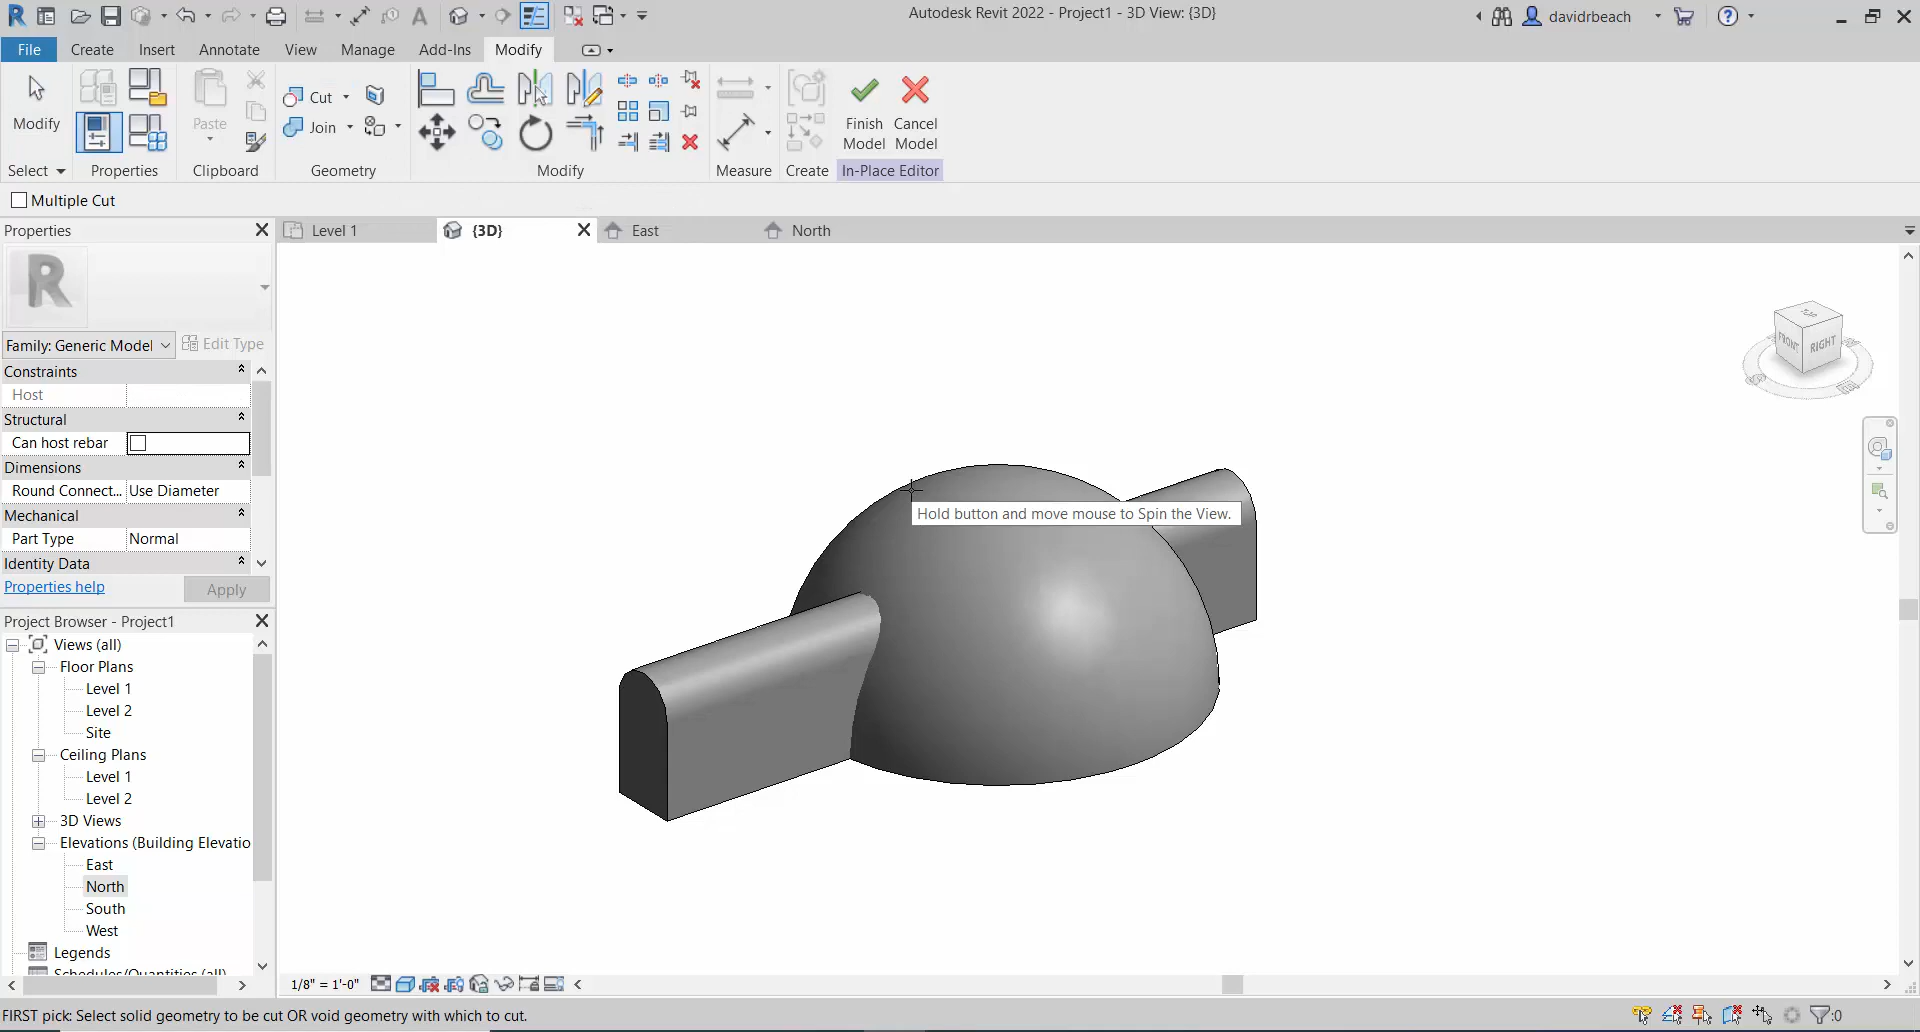 Autodesk Revit 2022 - Project1 - 3D View: {3D}
davidrbeach
File Create Insert Annotate View Manage Add-Ins Modify
Modify
Paste
Cut
Join
Finish Model
Cancel Model
Select Properties Clipboard Geometry Modify Measure Create In-Place Editor
Multiple Cut
Properties
Level 1 {3D} East North
Family: Generic Model
Edit Type
Constraints
Host
Structural
Can host rebar
Dimensions
Round Connect... Use Diameter
Mechanical
Part Type Normal
Identity Data
Properties help
Apply
Project Browser - Project1
Views (all)
Floor Plans
Level 1
Level 2
Site
Ceiling Plans
Level 1
Level 2
3D Views
Elevations (Building Elevatio
East
North
South
West
Legends
Schedules/Quantities (all)
Hold button and move mouse to Spin the View.
TOP
FRONT
RIGHT
1/8" = 1'-0"
FIRST pick: Select solid geometry to be cut OR void geometry with which to cut.
:0